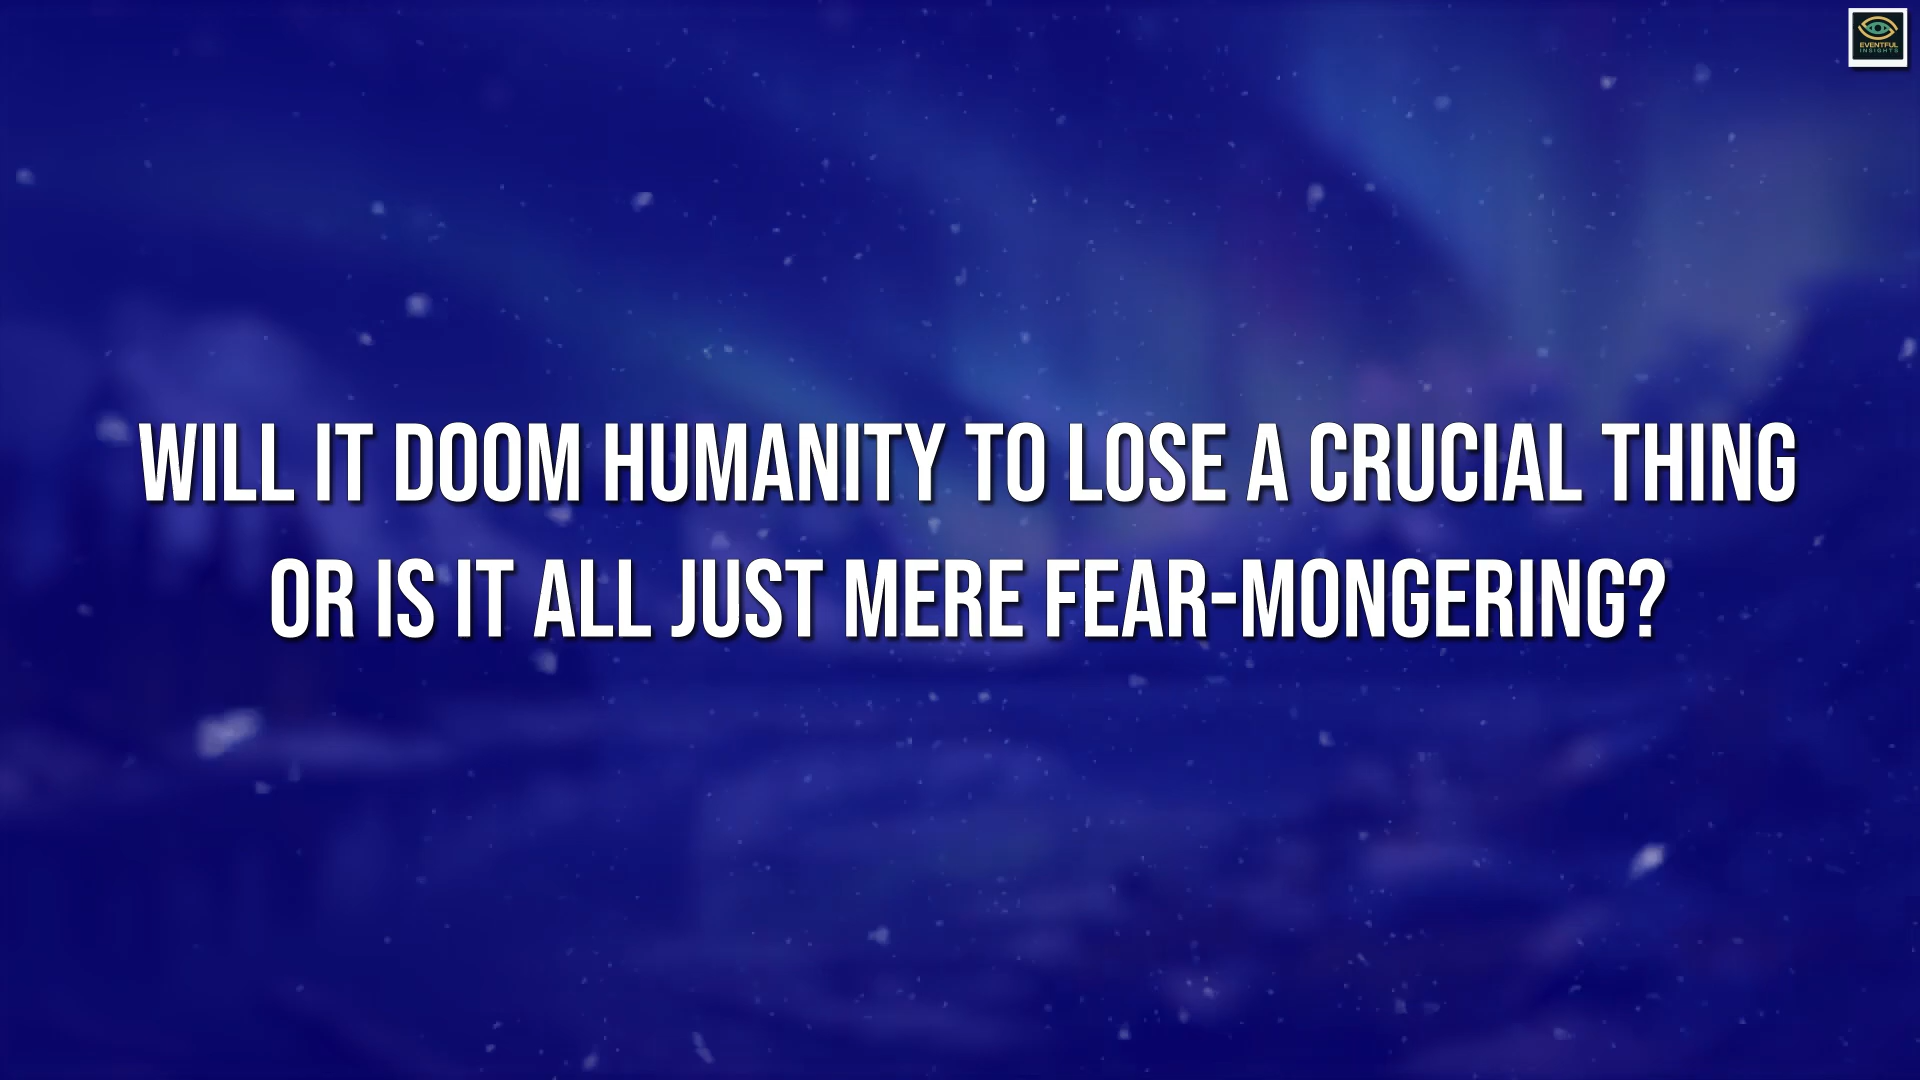 EVENTFUL
INSIGHTS
WILL IT DOOM HUMANITY TO LOSE A CRUCIAL THING
OR IS IT ALL JUST MERE FEAR-MONGERING?